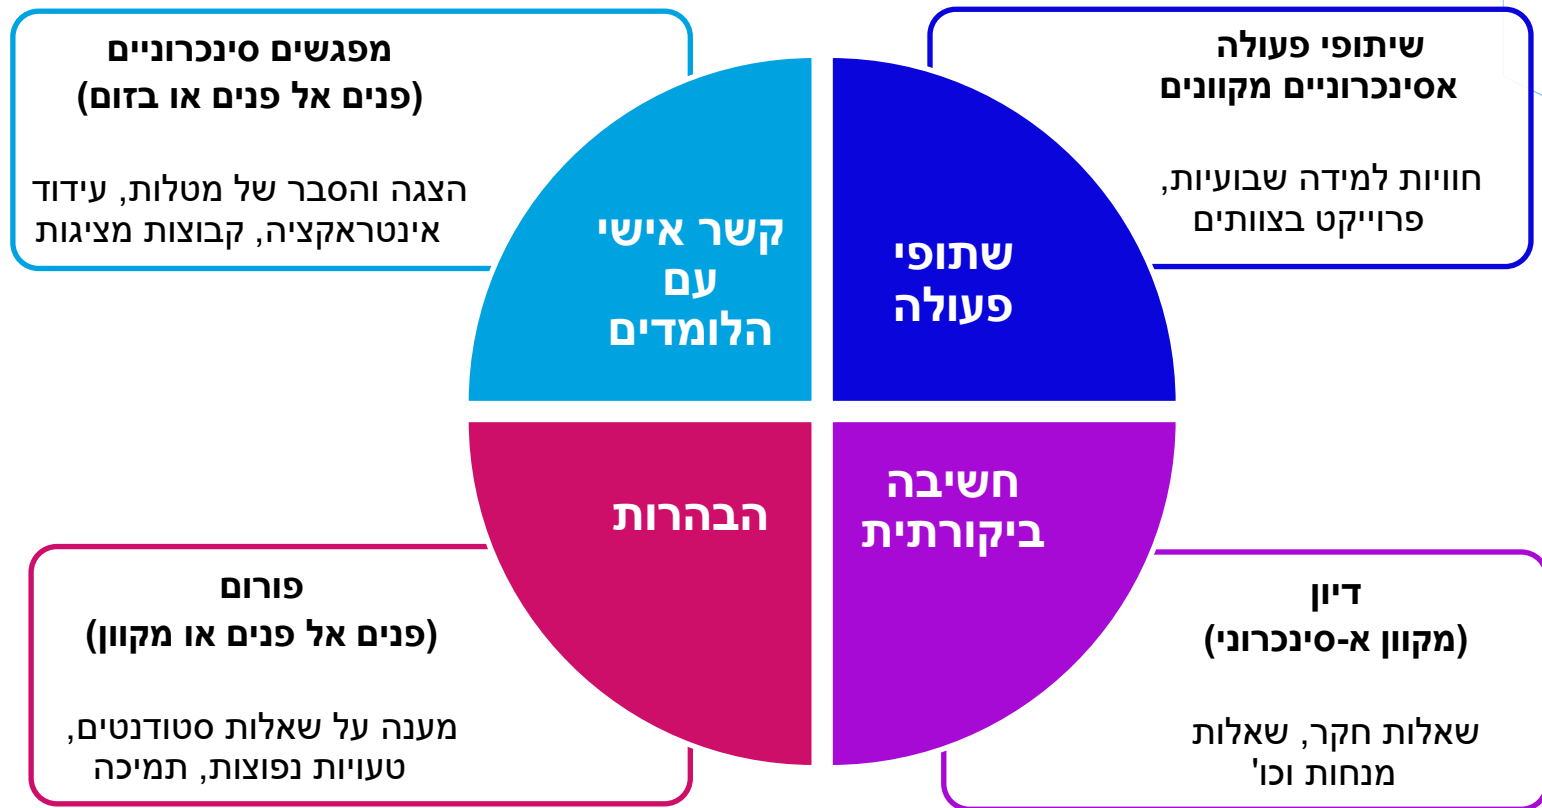 שיתופי פעולה
אסינכרוניים מקוונים
חוויות למידה שבועיות,
פרוייקט בצוותים
מפגשים סינכרוניים
(פנים אל פנים או בזום)
הצגה והסבר של מטלות, עידוד
אינטראקציה, קבוצות מציגות
שתופי
פעולה
קשר אישי
עם
הלומדים
חשיבה
ביקורתית
הבהרות
דיון
(מקוון א-סינכרוני)
שאלות חקר, שאלות
מנחות וכו'
פורום
(פנים אל פנים או מקוון)
מענה על שאלות סטודנטים,
טעויות נפוצות, תמיכה